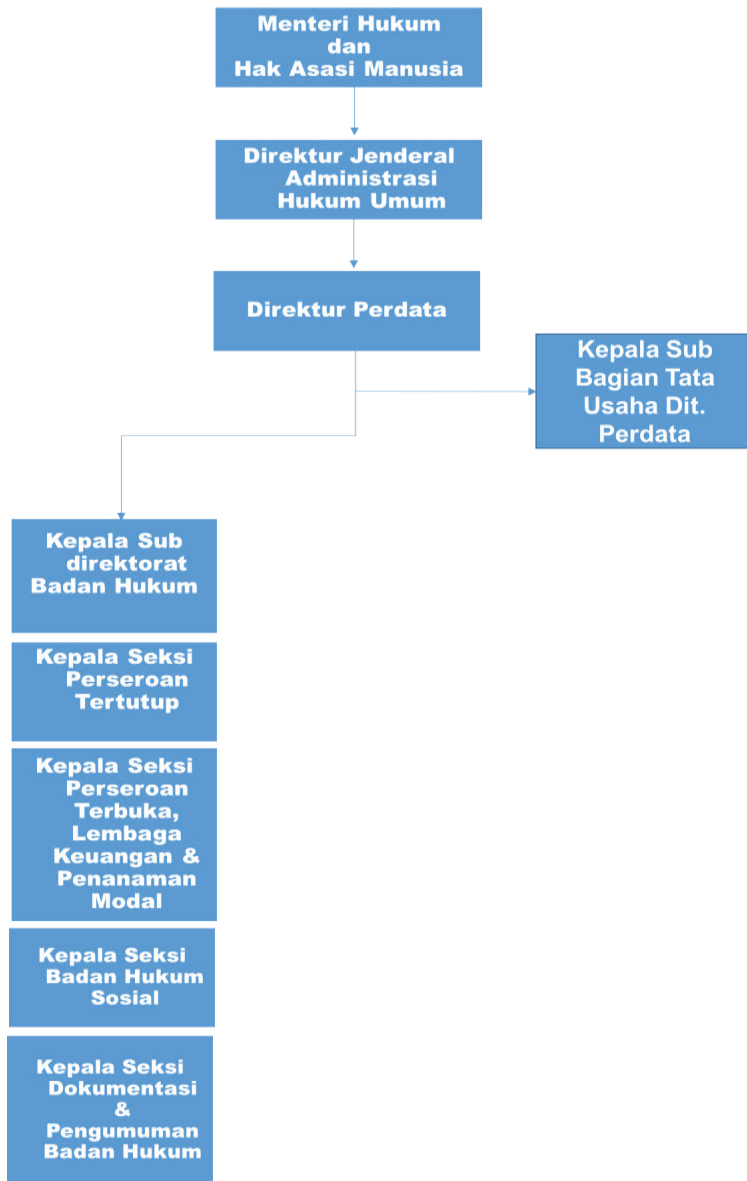 Menteri Hukum
dan
Hak Asasi Manusia
Direktur Jenderal
Administrasi
Hukum Umum
Direktur Perdata
Kepala Sub
Bagian Tata
Usaha Dit.
Perdata
Kepala Sub
direktorat
Badan Hukum
Kepala Seksi
Perseroan
Tertutup
Kepala Seksi
Perseroan
Terbuka,
Lembaga
Keuangan &
Penanaman
Modal
Kepala Seksi
Badan Hukum
Sosial
Kepala Seksi
Dokumentasi
&
Pengumuman
Badan Hukum